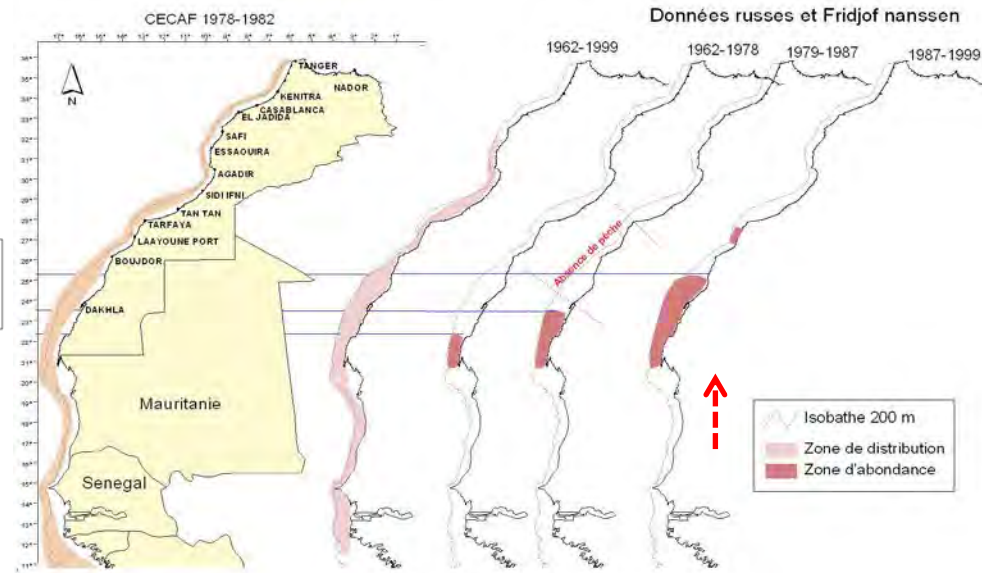 CECAF 1978-1982
Données russes et Fridjof nanssen
1962-1999
1962-1978
1979-1987
1987-1999
N
TANGER
NADOR
KENITRA
CASABLANCA
EL JADIDA
SAFI
ESSAOUIRA
AGADIR
SIDI IFNI
TAN TAN
TARFAYA
LAAYOUNE PORT
BOUJDOR
DAKHLA
Absence de pêche
Mauritanie
Senegal
Isobathe 200 m
Zone de distribution
Zone d'abondance